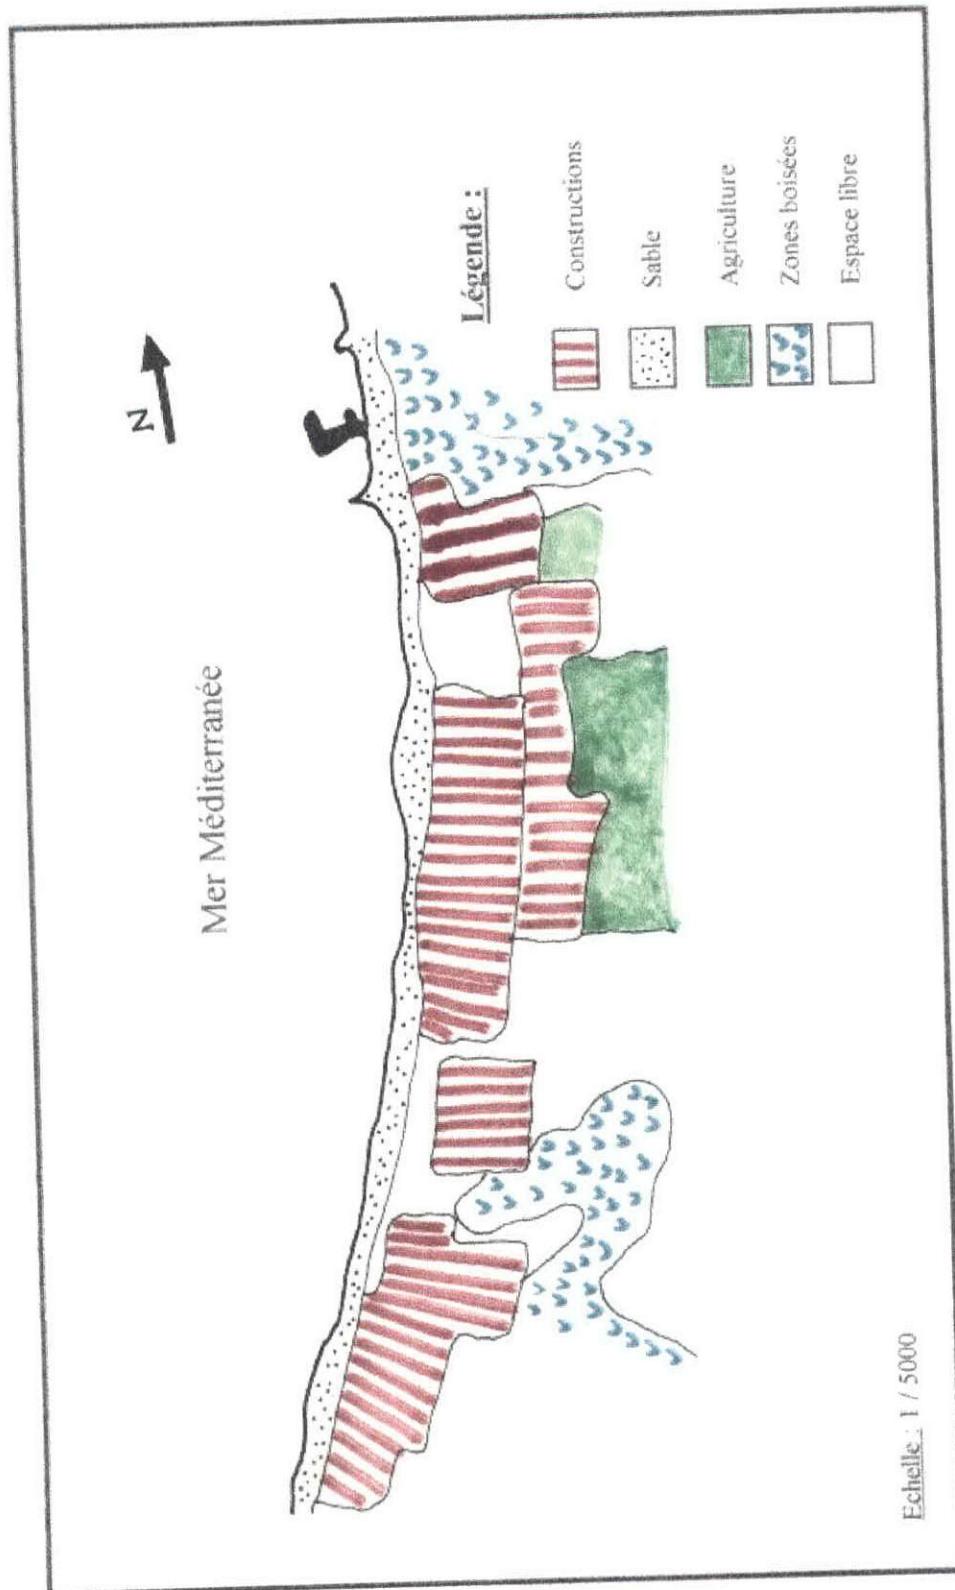 N
Mer Méditerranée
Légende :
Constructions
Sable
Agriculture
Zones boisées
Espace libre
Echelle : 1 / 5000